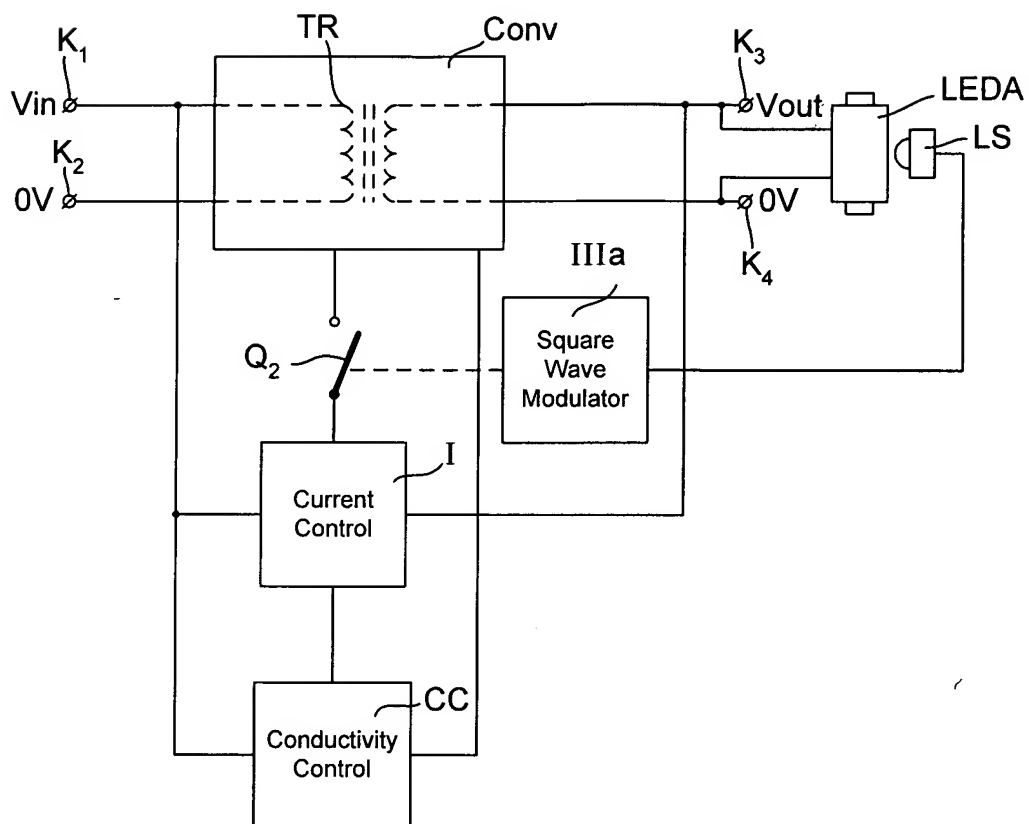 TR
Conv
K1
K3
Vin
Vout
LEDA
LS
K2
0V
0V
K4
IIIa
Square
Wave
Modulator
Q2
I
Current
Control
CC
Conductivity
Control